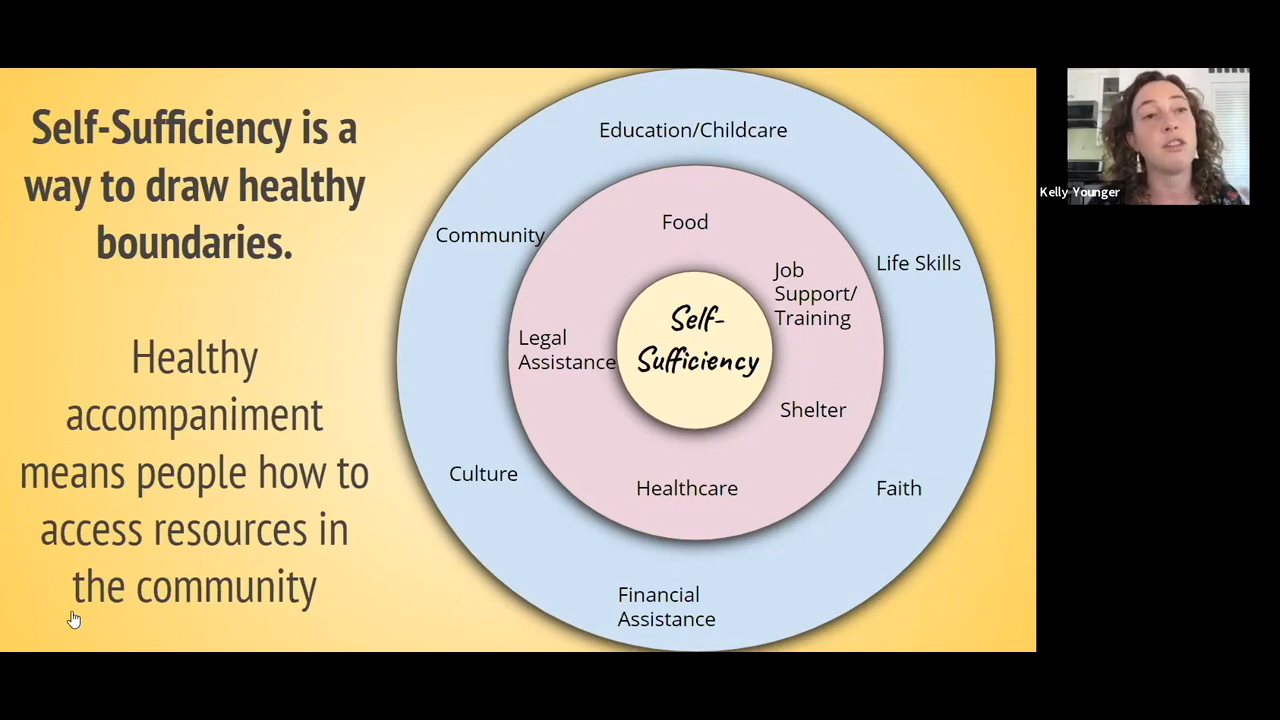 Self-Sufficiency is a
way to draw healthy
boundaries.
Healthy
accompaniment
means people how to
access resources in
the community
Education/Childcare
Community
Food
Life Skills
Job
Support/
Training
Legal
Assistance
Self-
Sufficiency
Shelter
Culture
Healthcare
Faith
Financial
Assistance
Kelly Younger